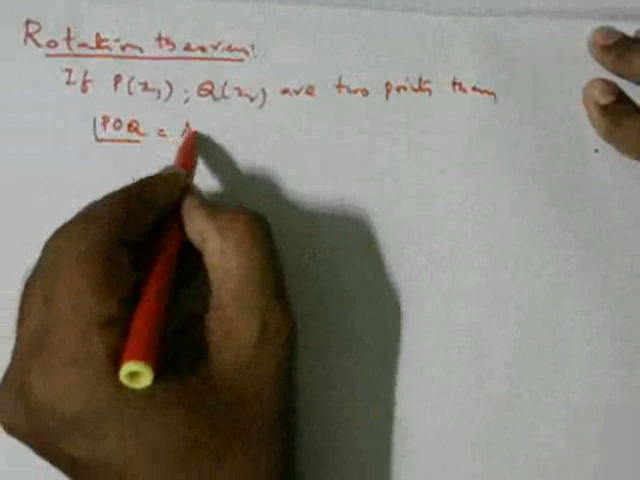 Rotation theorem:
If P(z₁) ; Q(z₂) are two points then
∠POQ = A